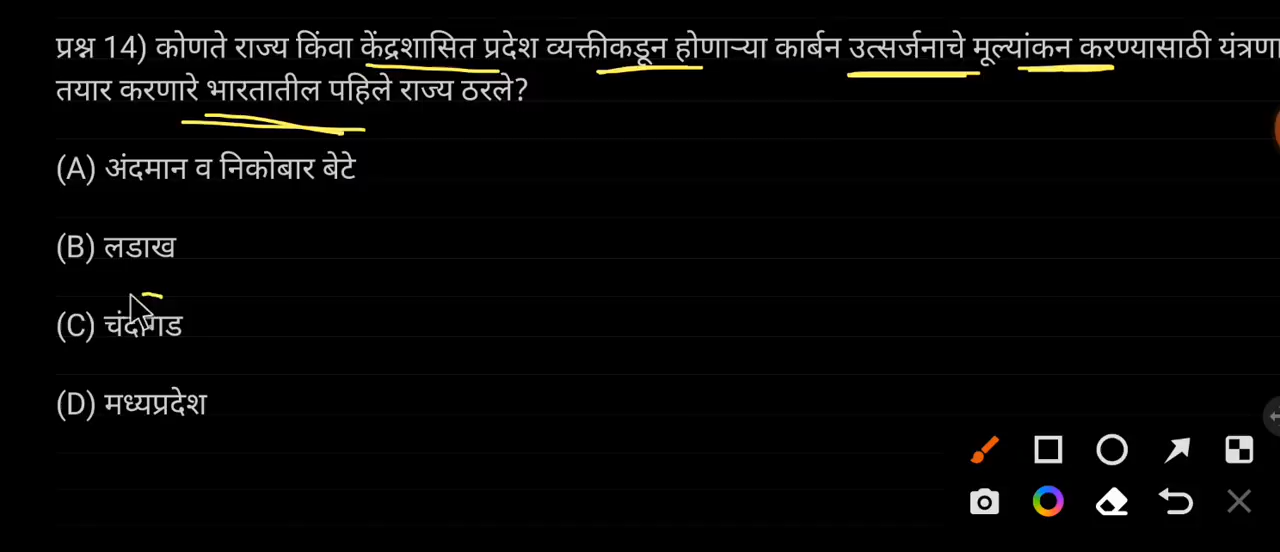 प्रश्न 14) कोणते राज्य किंवा केंद्रशासित प्रदेश व्यक्तीकडून होणाऱ्या कार्बन उत्सर्जनाचे मूल्यांकन करण्यासाठी यंत्रणा
तयार करणारे भारतातील पहिले राज्य ठरले?
(A) अंदमान व निकोबार बेटे
(B) लडाख
(C) चंदीगड
(D) मध्यप्रदेश